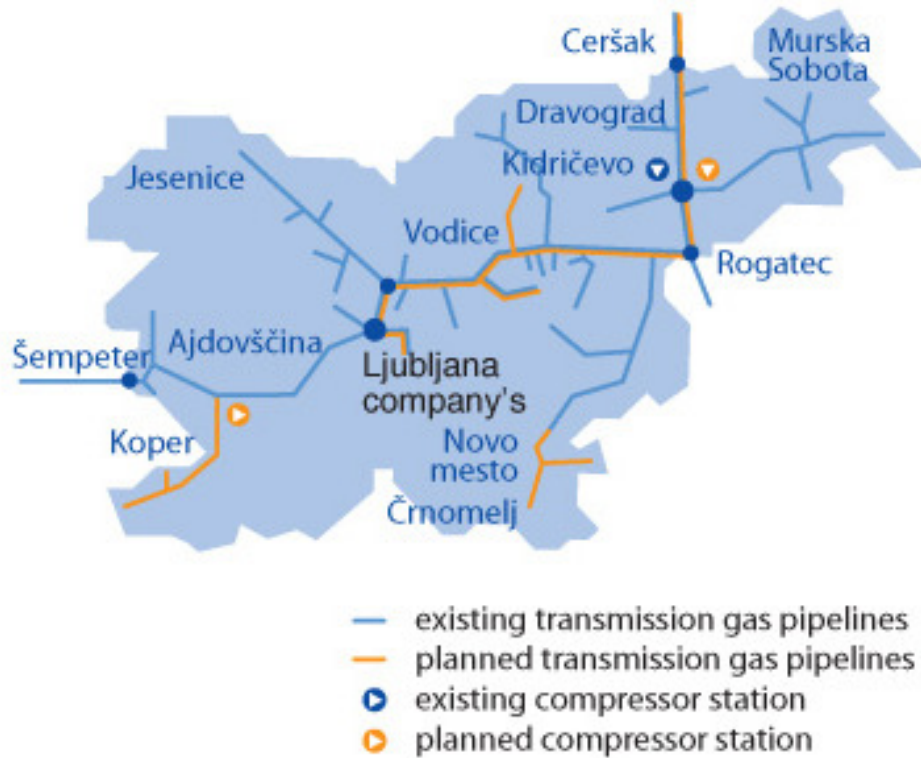 Ceršak
Murska
Sobota
Dravograd
Kidričevo
Jesenice
Vodice
Rogatec
Ajdovščina
Šempeter
Ljubljana
company's
Koper
Novo
mesto
Črnomelj
existing transmission gas pipelines
planned transmission gas pipelines
existing compressor station
planned compressor station